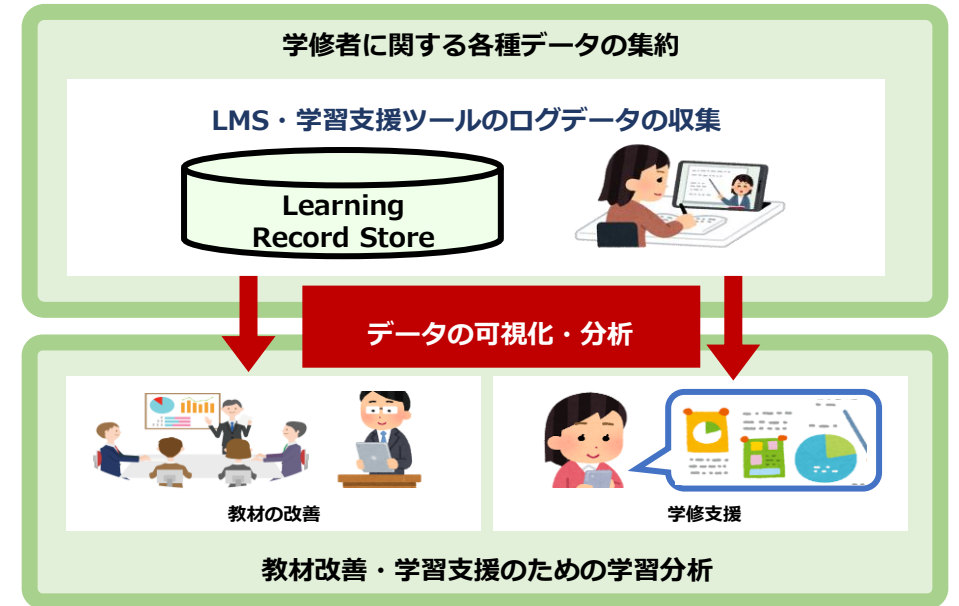 学修者に関する各種データの集約
LMS・学習支援ツールのログデータの収集
Learning
Record Store
データの可視化・分析
教材の改善
学修支援
教材改善・学習支援のための学習分析